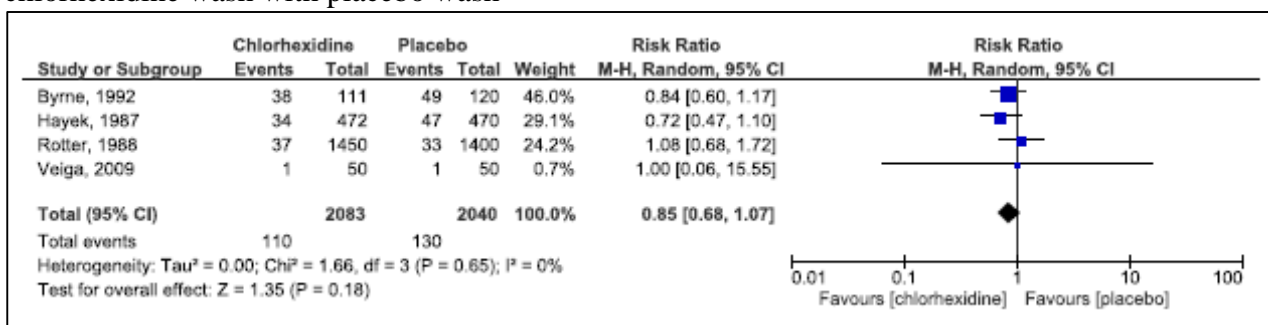 chlorhexidine wash with placebo wash
Chlorhexidine Placebo Risk Ratio Risk Ratio
Study or Subgroup Events Total Events Total Weight M-H, Random, 95% CI M-H, Random, 95% CI
Byrne, 1992 38 111 49 120 46.0% 0.84 [0.60, 1.17]
Hayek, 1987 34 472 47 470 29.1% 0.72 [0.47, 1.10]
Rotter, 1988 37 1450 33 1400 24.2% 1.08 [0.68, 1.72]
Veiga, 2009 1 50 1 50 0.7% 1.00 [0.06, 15.55]
Total (95% CI) 2083 2040 100.0% 0.85 [0.68, 1.07]
Total events 110 130
Heterogeneity: Tau² = 0.00; Chi² = 1.66, df = 3 (P = 0.65); I² = 0%
Test for overall effect: Z = 1.35 (P = 0.18)
0.01 0.1 1 10 100
Favours [chlorhexidine] Favours [placebo]